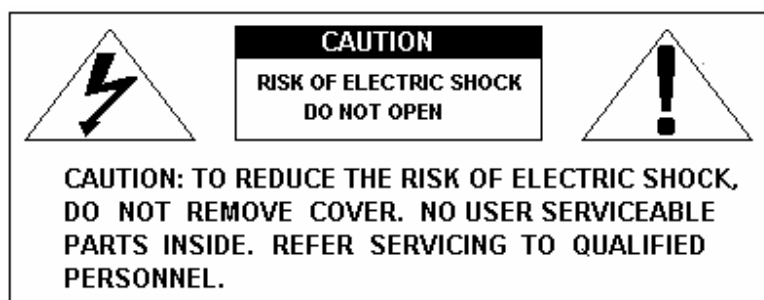 CAUTION
RISK OF ELECTRIC SHOCK
DO NOT OPEN
CAUTION: TO REDUCE THE RISK OF ELECTRIC SHOCK,
DO NOT REMOVE COVER. NO USER SERVICEABLE
PARTS INSIDE. REFER SERVICING TO QUALIFIED
PERSONNEL.